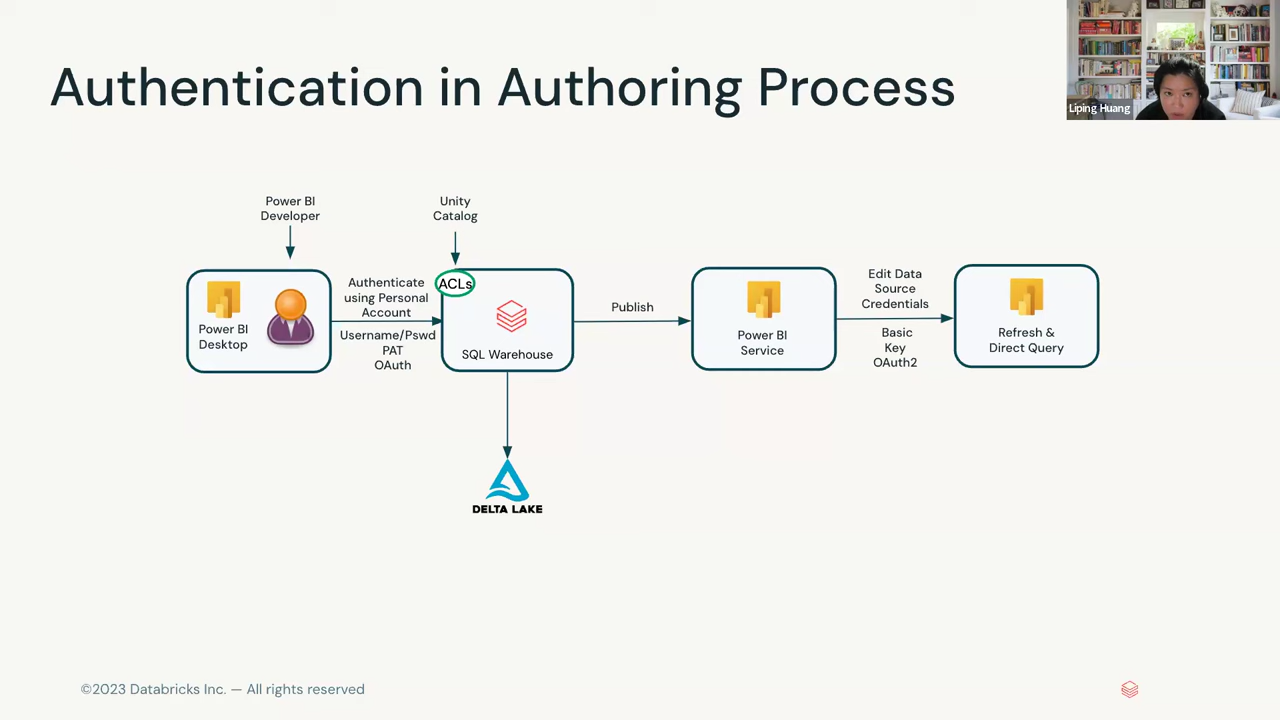 Authentication in Authoring Process
Liping Huang
Power BI
Developer
Unity
Catalog
Power BI
Desktop
Authenticate
using Personal
Account
Username/Pswd
PAT
OAuth
ACLs
SQL Warehouse
Publish
Power BI
Service
Edit Data
Source
Credentials
Basic
Key
OAuth2
Refresh &
Direct Query
DELTA LAKE
©2023 Databricks Inc. — All rights reserved